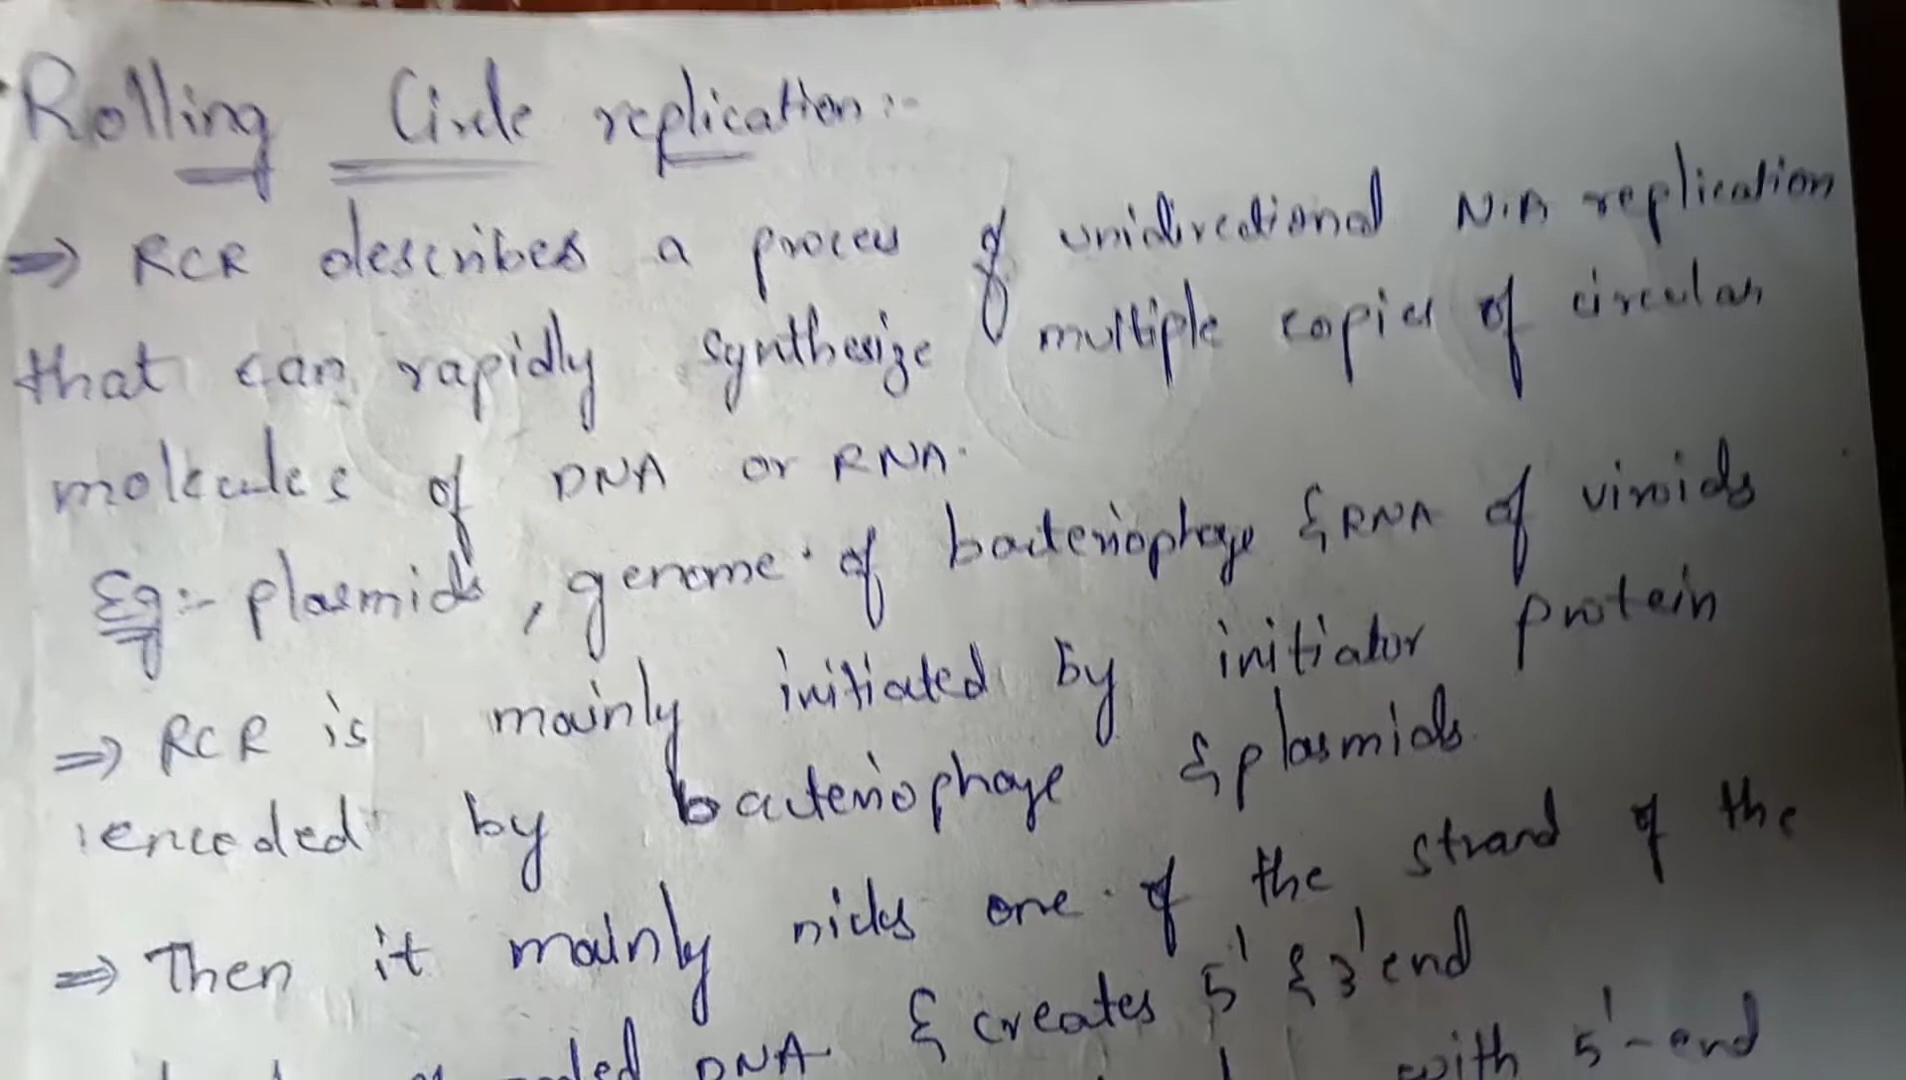 Rolling Circle replication:-
⇒ RCR describes a process of unidirectional N.A replication
that can rapidly synthesize multiple copies of circular
molecules of DNA or RNA.
Eg:- plasmids, genome of bacteriophage & RNA of viroids
⇒ RCR is mainly initiated by initiator protein
encoded by bacteriophage & plasmids.
⇒ Then it mainly nicks one of the strand of the
DNA & creates 5' & 3' end
with 5'-end